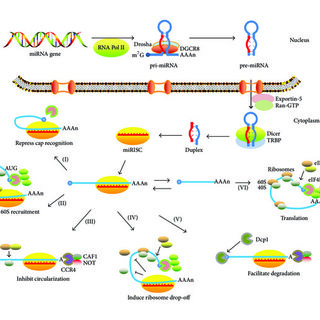 miRNA gene
RNA Pol II
Drosha
DGCR8
m⁷G
AAAn
pri-miRNA
pre-miRNA
Nucleus
Exportin-5
Ran-GTP
Cytoplasm
AAAn
Repress cap recognition
miRISC
Duplex
Dicer
TRBP
(I)
AUG
AAAn
60S recruitment
(II)
AAAn
AAAn
(VI)
Ribosomes
60S
40S
Translation
(III)
(IV)
(V)
CAF1
NOT
CCR4
Inhibit circularization
AAAn
Induce ribosome drop-off
Dcp1
AAAn
Facilitate degradation